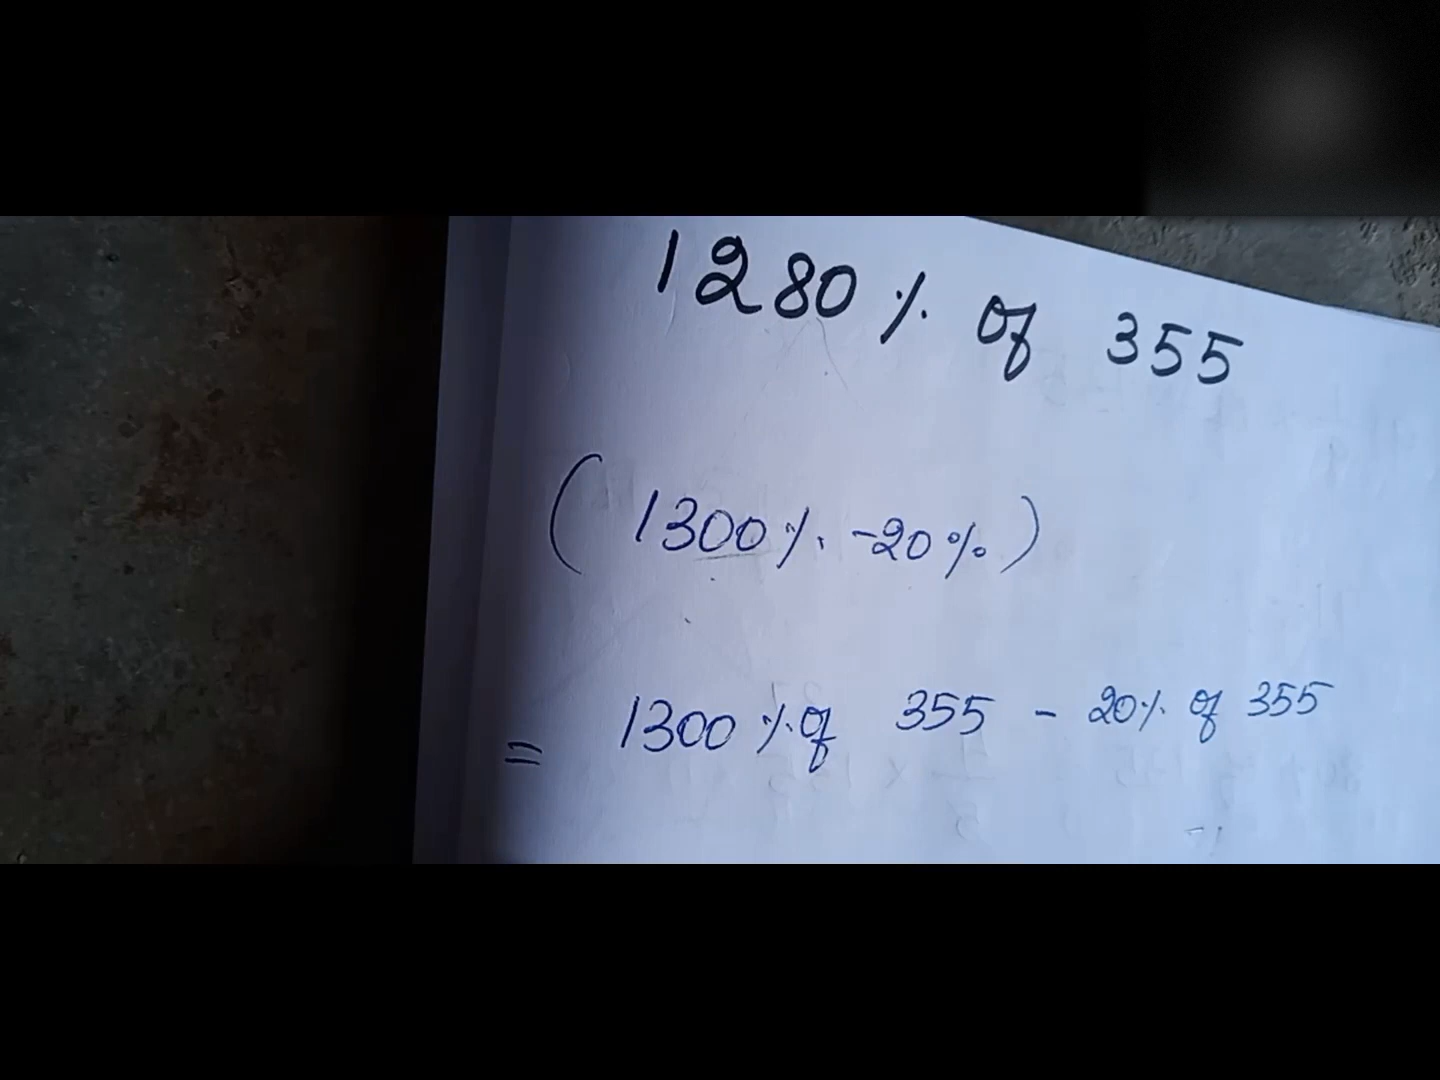 1280% of 355
(1300% -20%)
= 1300% of 355 - 20% of 355